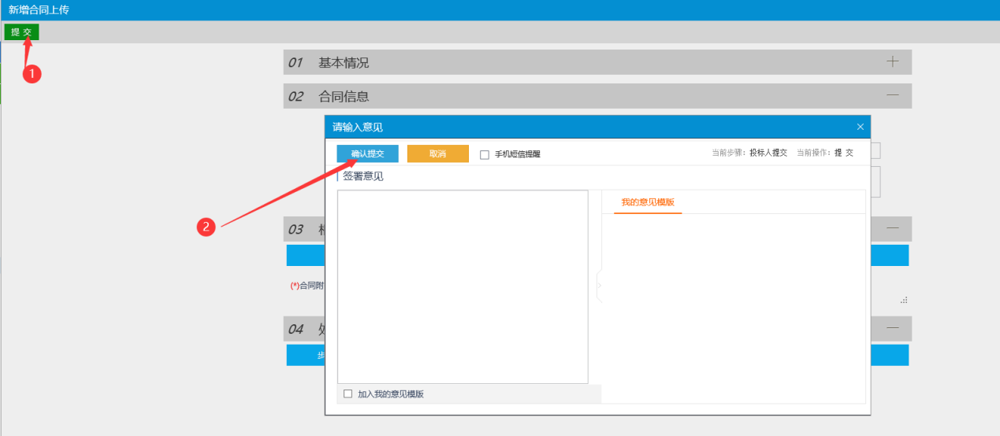 新增合同上传
提 交
1
01 基本情况
02 合同信息
请输入意见
确认提交 取消 手机短信提醒 当前步骤：投标人提交 当前操作：提 交
签署意见
我的意见模版
2
03
(*)合同附
04
步
加入我的意见模版